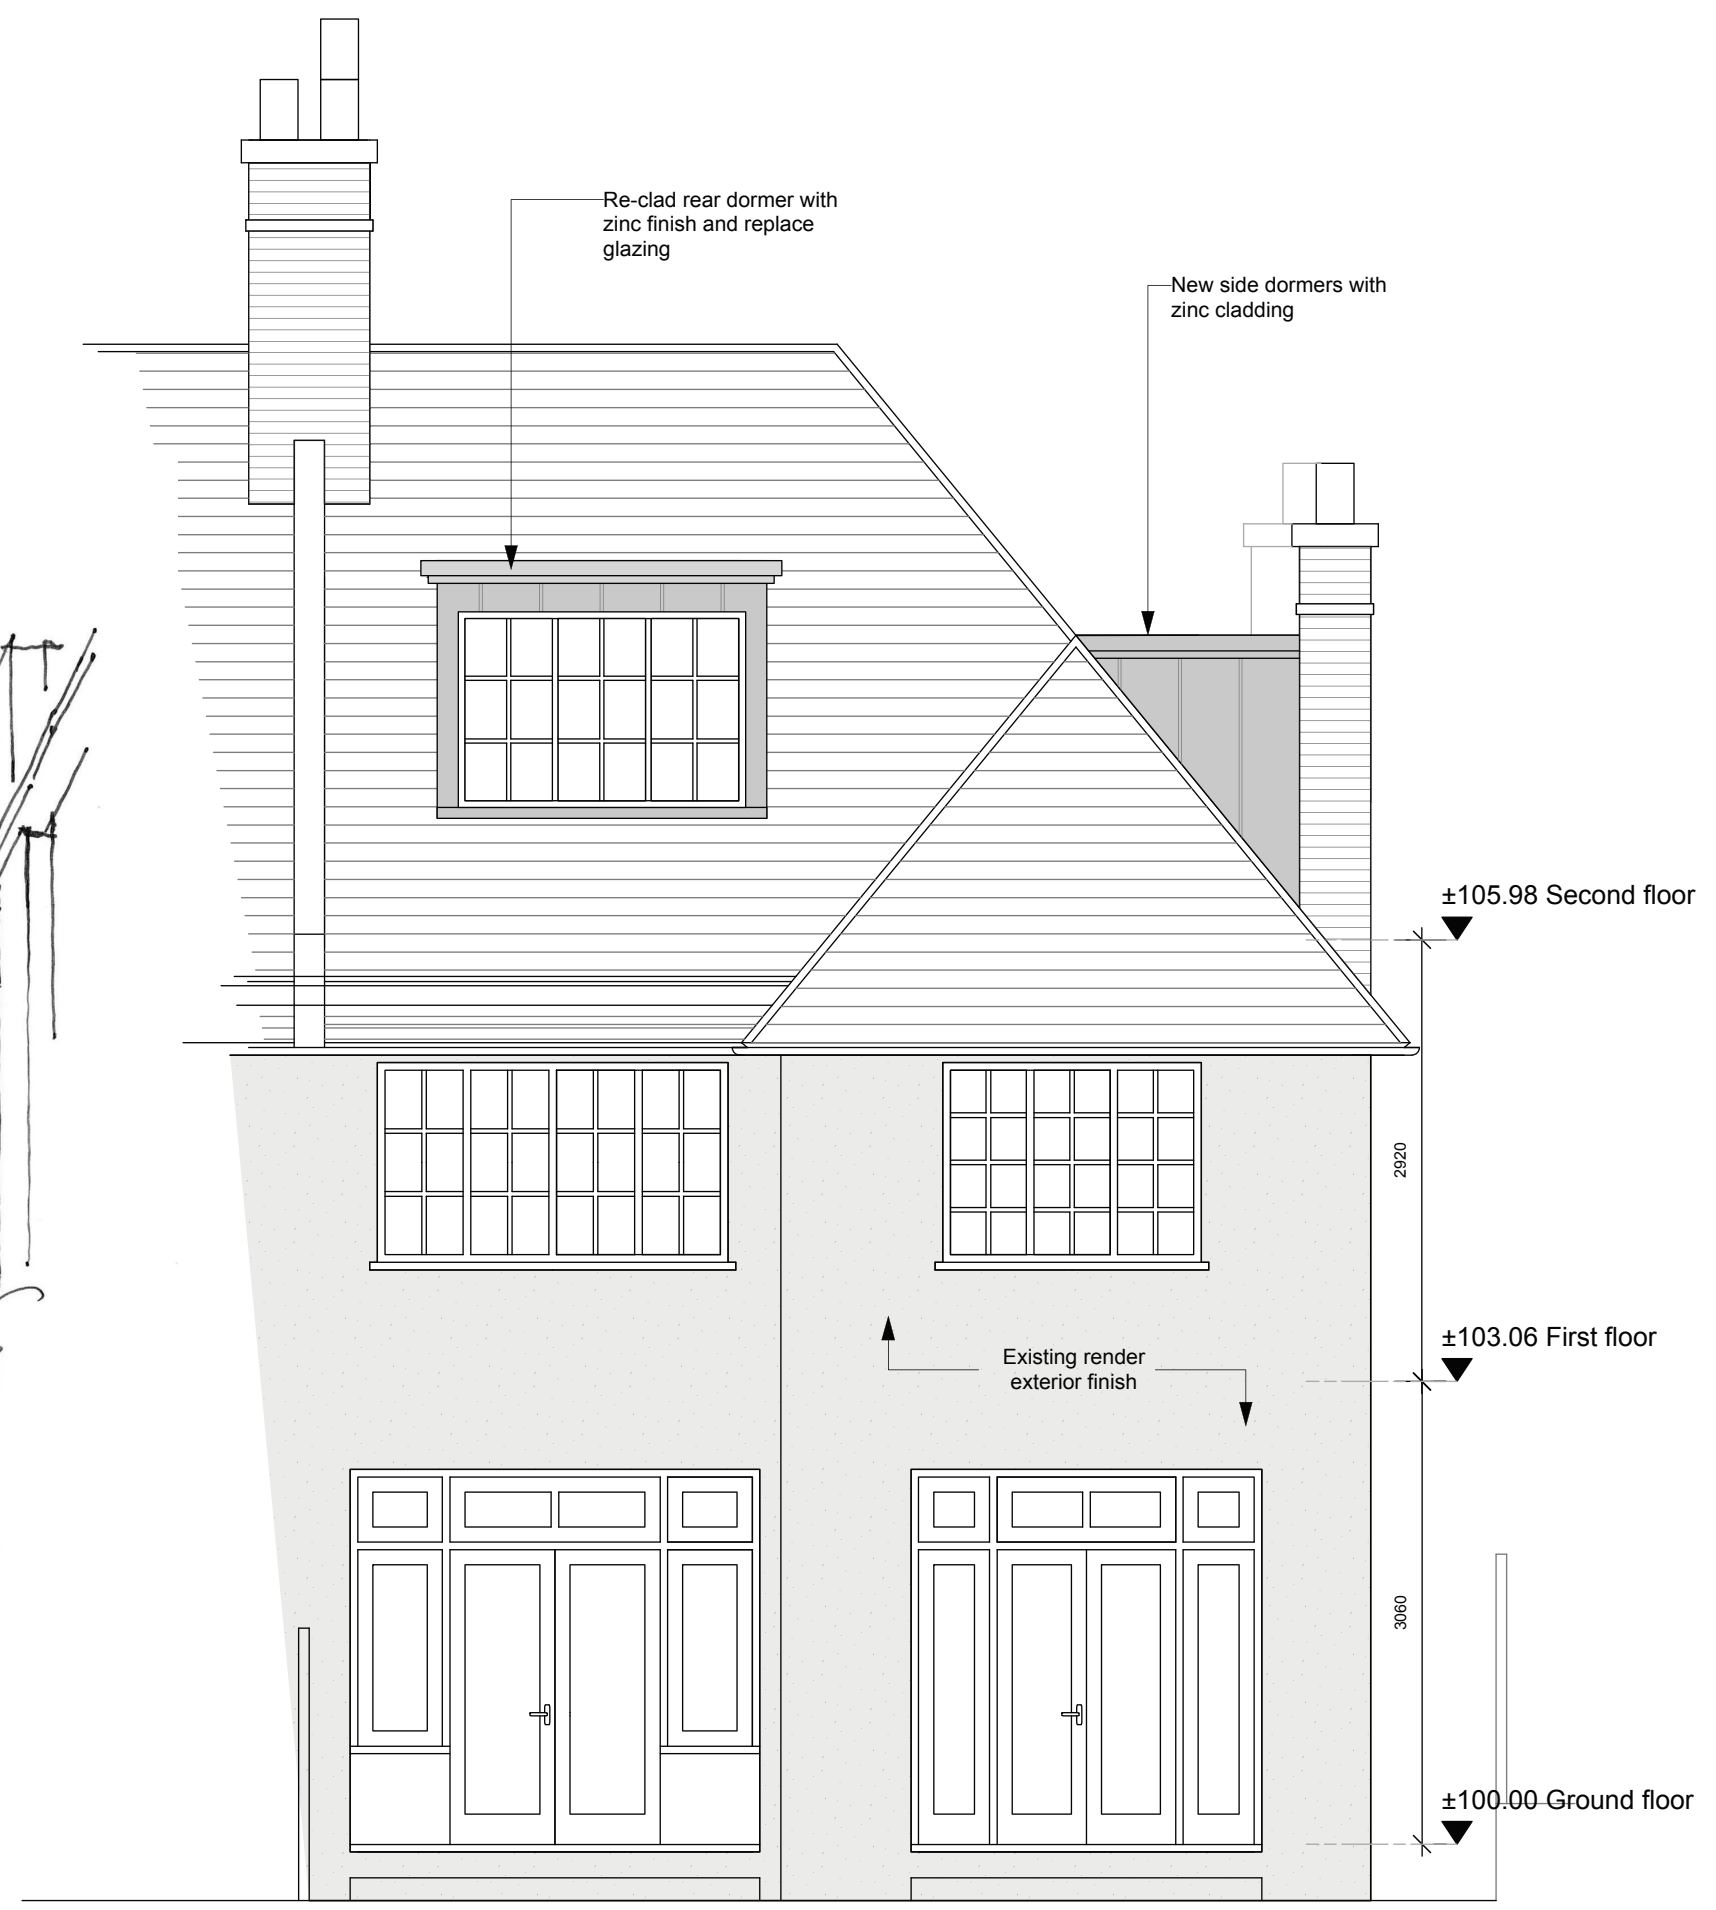 Re-clad rear dormer with
zinc finish and replace
glazing
New side dormers with
zinc cladding
±105.98 Second floor
2920
±103.06 First floor
Existing render
exterior finish
3060
±100.00 Ground floor